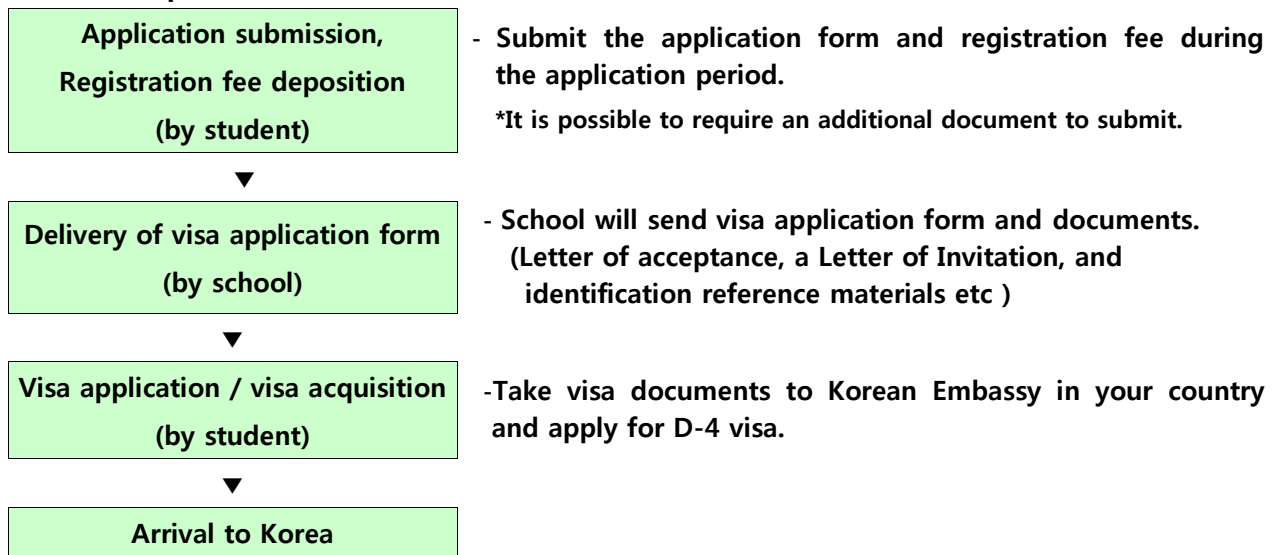 Application submission,
Registration fee deposition
(by student)
- Submit the application form and registration fee during
the application period.
*It is possible to require an additional document to submit.
▼
Delivery of visa application form
(by school)
- School will send visa application form and documents.
(Letter of acceptance, a Letter of Invitation, and
identification reference materials etc )
▼
Visa application / visa acquisition
(by student)
-Take visa documents to Korean Embassy in your country
and apply for D-4 visa.
▼
Arrival to Korea